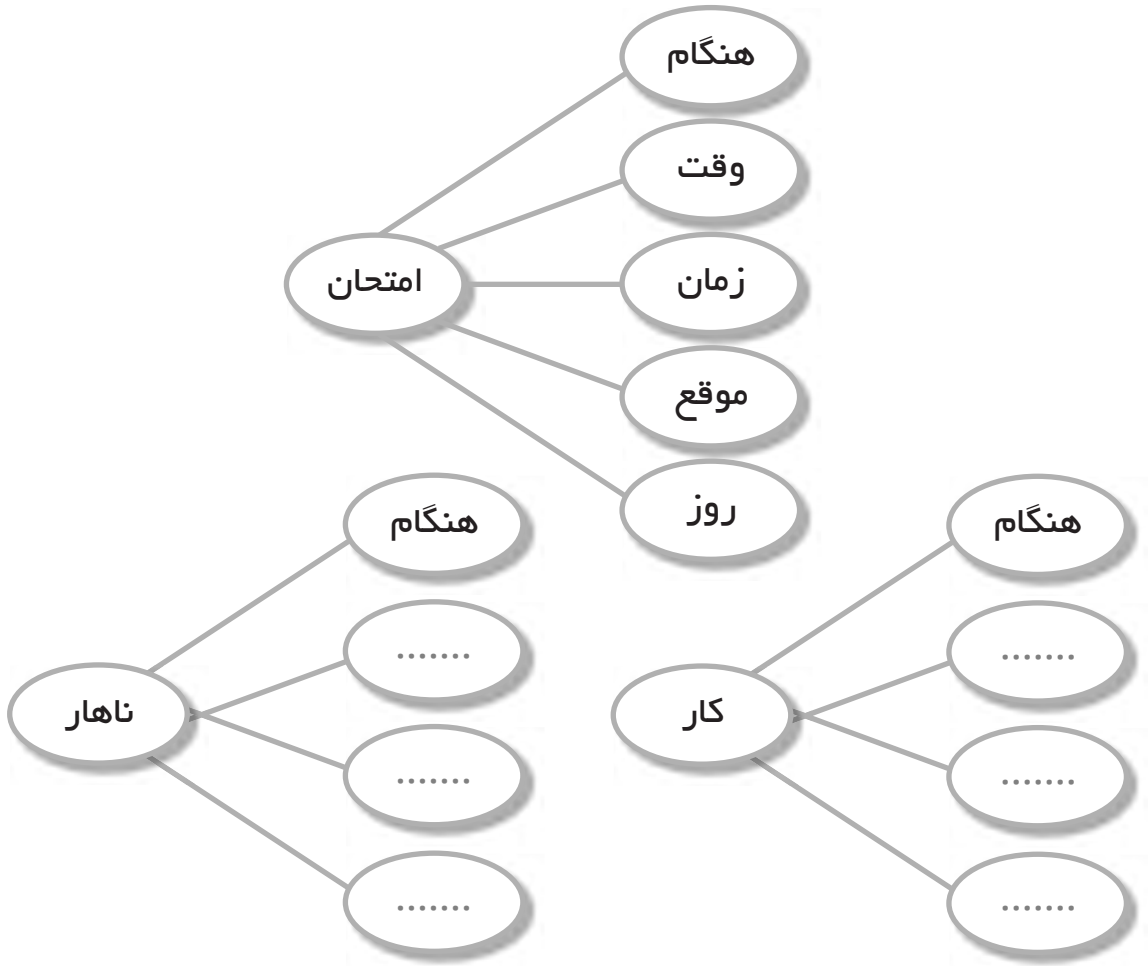 هنگام
وقت
امتحان
زمان
موقع
روز
هنگام
.......
کار
.......
.......
هنگام
.......
ناهار
.......
.......